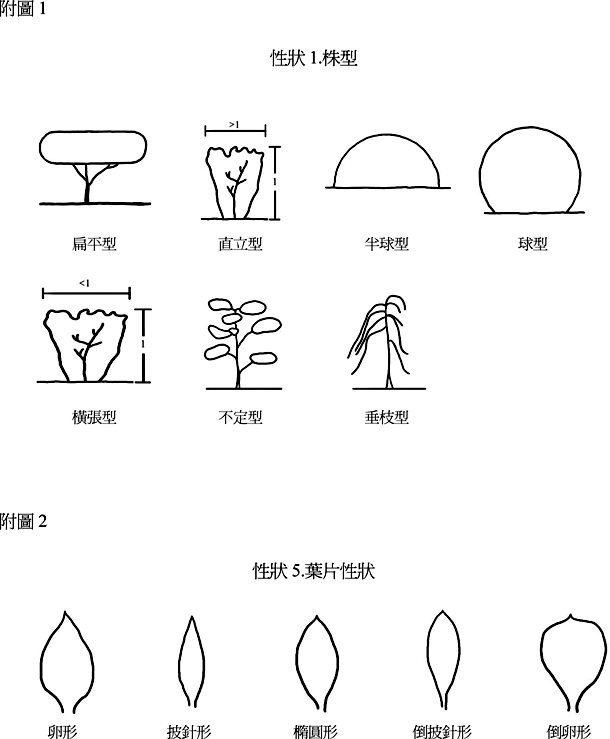 附圖 1
性狀 1.株型
>1
1
扁平型 直立型 半球型 球型
<1
1
橫張型 不定型 垂枝型
附圖 2
性狀 5.葉片性狀
卵形 披針形 橢圓形 倒披針形 倒卵形